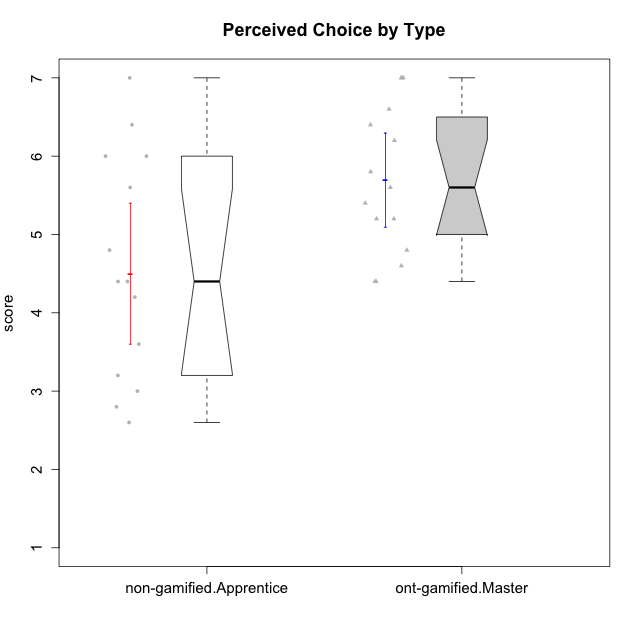 Perceived Choice by Type
7
6
5
4
3
2
1
score
non-gamified.Apprentice
ont-gamified.Master